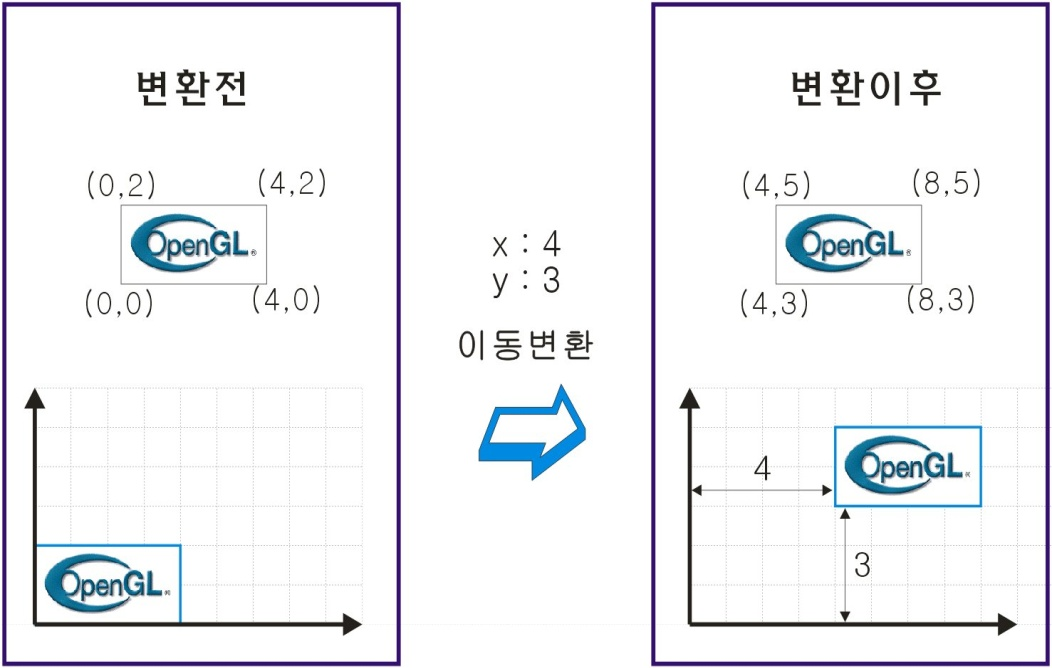 변환전
(0,2) (4,2)
OpenGL®
(0,0) (4,0)
OpenGL®
x : 4
y : 3
이동변환
변환이후
(4,5) (8,5)
OpenGL®
(4,3) (8,3)
OpenGL®
4
3